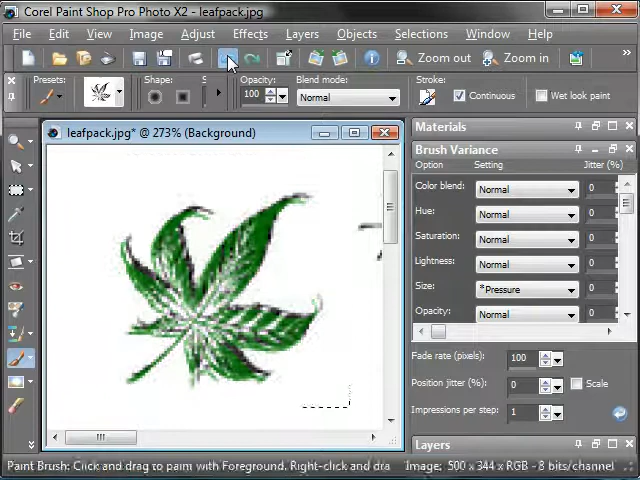 Corel Paint Shop Pro Photo X2 - leafpack.jpg
File Edit View Image Adjust Effects Layers Objects Selections Window Help
Zoom out Zoom in
Presets: Shape: S Opacity: Blend mode: Stroke:
100 Normal Continuous Wet look paint
leafpack.jpg* @ 273% (Background)
Materials
Brush Variance
Option Setting Jitter (%)
Color blend: Normal 0
Hue: Normal 0
Saturation: Normal 0
Lightness: Normal 0
Size: *Pressure 0
Opacity: Normal 0
Fade rate (pixels): 100
Position jitter (%): 0 Scale
Impressions per step: 1
Layers
Paint Brush: Click and drag to paint with Foreground. Right-click and dra Image: 500 x 344 x RGB - 8 bits/channel